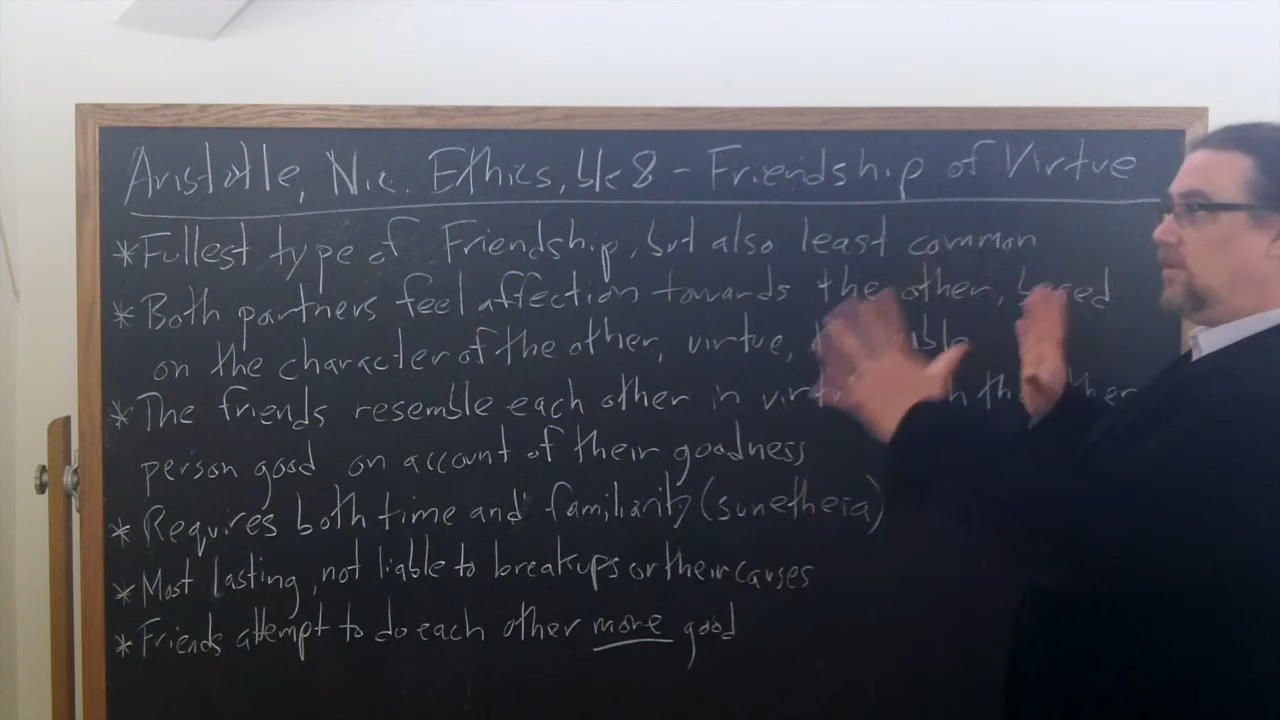 Aristotle, Nic. Ethics, bk 8 - Friendship of Virtue
* Fullest type of Friendship, but also least common
* Both partners feel affection towards the other, based
on the character of the other, virtue,
* The friends resemble each other in
person good on account of their goodness
* Requires both time and familiarity (sunetheia)
* Most lasting, not liable to breakups or their causes
* Friends attempt to do each other more good